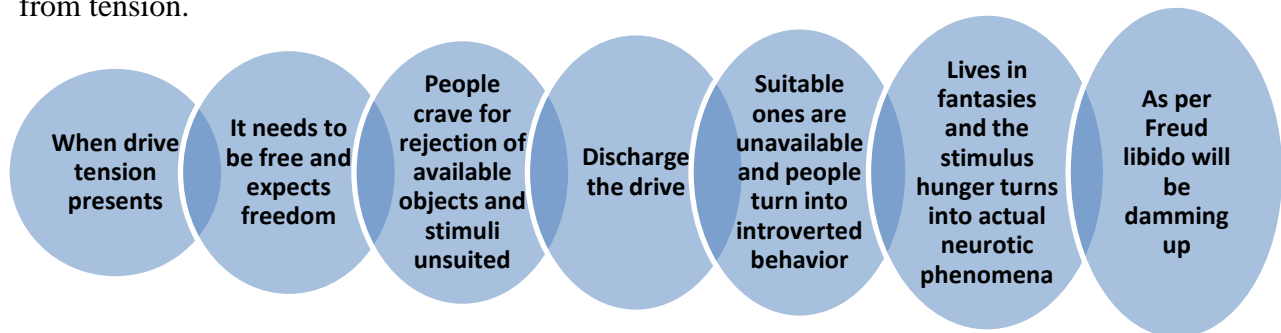 from tension.
When drive
tension
presents
It needs to
be free and
expects
freedom
People
crave for
rejection of
available
objects and
stimuli
unsuited
Discharge
the drive
Suitable
ones are
unavailable
and people
turn into
introverted
behavior
Lives in
fantasies
and the
stimulus
hunger turns
into actual
neurotic
phenomena
As per
Freud
libido will
be
damming
up